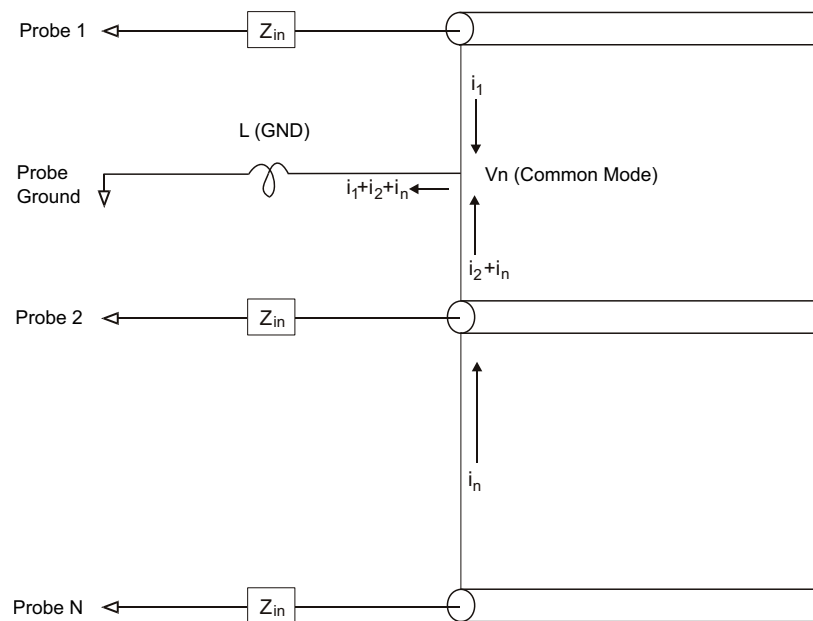 Probe 1
Zin
i1
L (GND)
Probe
Ground
Vn (Common Mode)
i1+i2+in
i2+in
Probe 2
Zin
in
Probe N
Zin